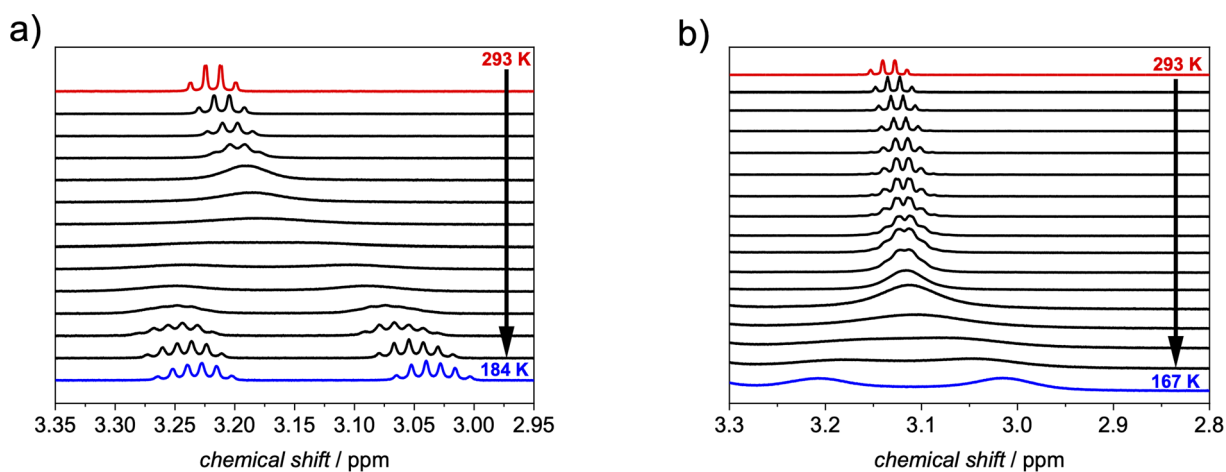 a)
293 K
184 K
3.35 3.30 3.25 3.20 3.15 3.10 3.05 3.00 2.95
chemical shift / ppm
b)
293 K
167 K
3.3 3.2 3.1 3.0 2.9 2.8
chemical shift / ppm